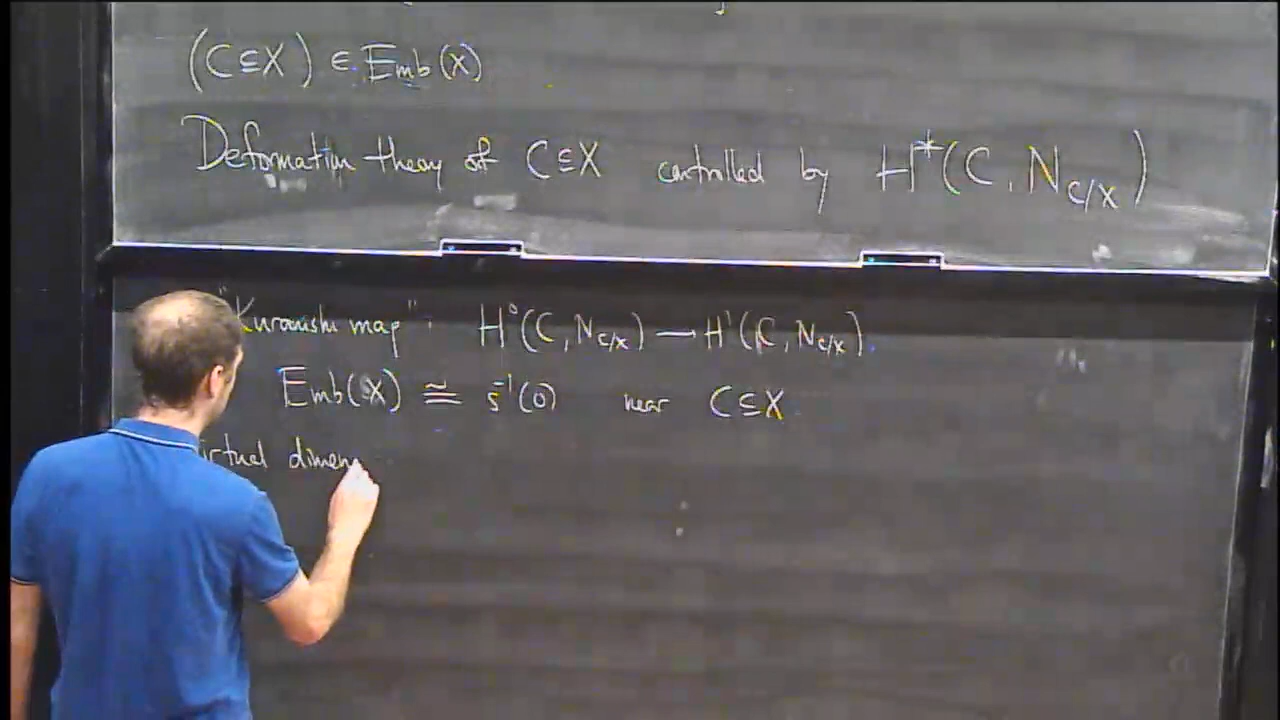 (C ⊆ X) ∈ Emb(X)
Deformation theory of C ⊆ X controlled by H*(C, N_{C/X})
"Kuranishi map": H⁰(C, N_{C/X}) → H¹(C, N_{C/X}).
Emb(X) ≅ s⁻¹(0) near C ⊆ X
irtual dimen